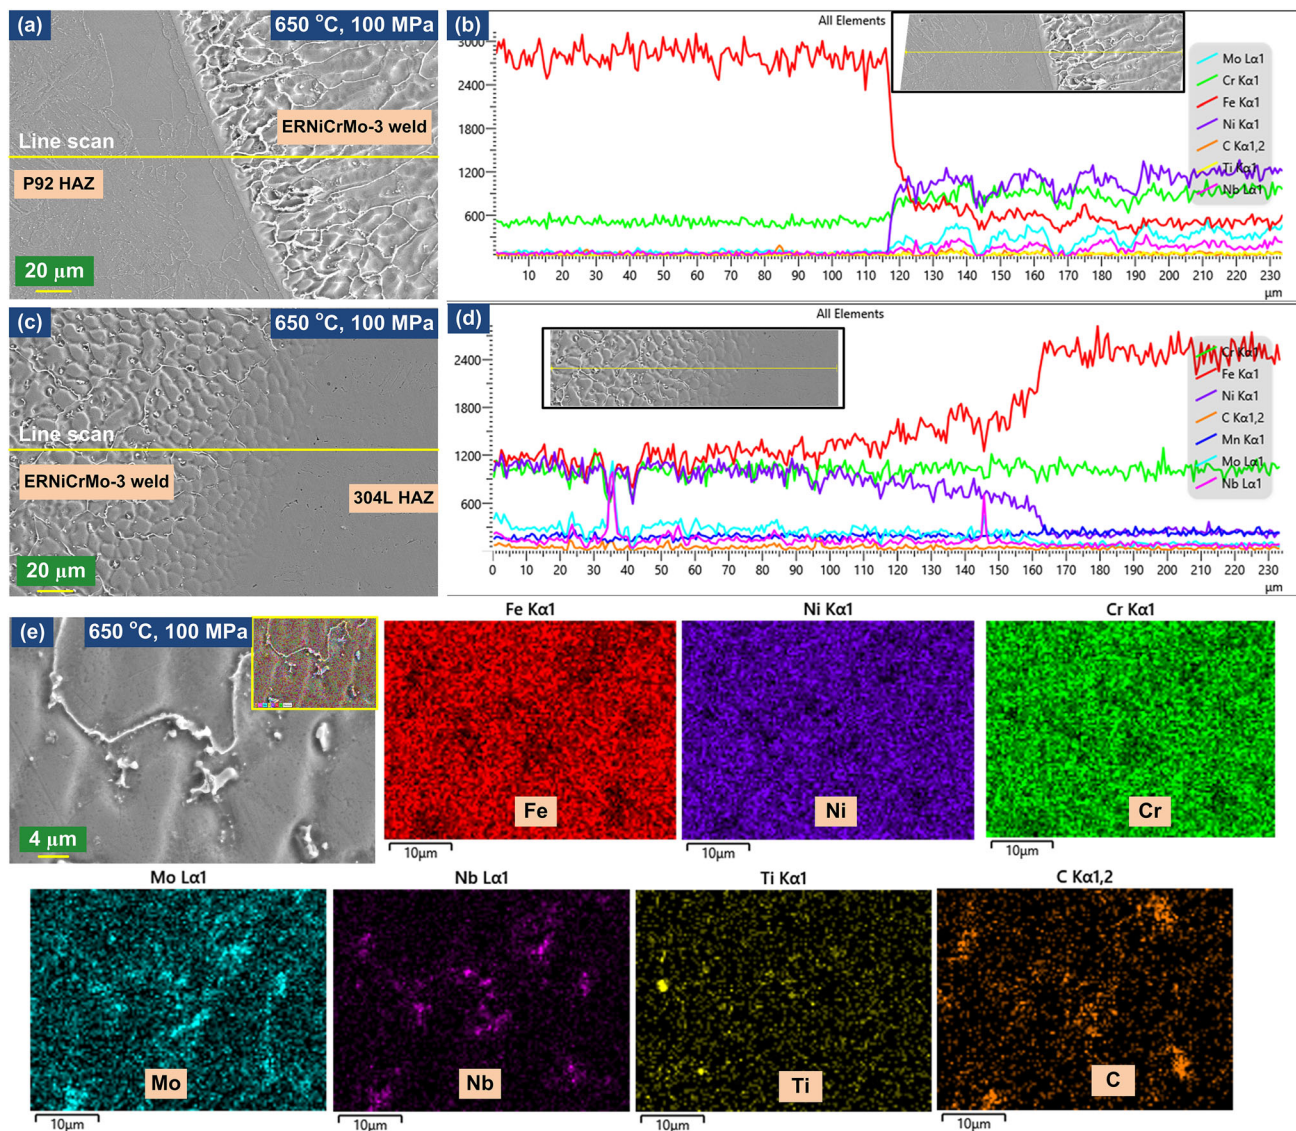 (a)
650 °C, 100 MPa
ERNiCrMo-3 weld
Line scan
P92 HAZ
20 μm
(b)
All Elements
3000
2400
1800
1200
600
Mo Lα1
Cr Kα1
Fe Kα1
Ni Kα1
C Kα1,2
Ti Kα1
Nb Lα1
10 20 30 40 50 60 70 80 90 100 110 120 130 140 150 160 170 180 190 200 210 220 230
μm
(c)
650 °C, 100 MPa
Line scan
ERNiCrMo-3 weld
304L HAZ
20 μm
(d)
All Elements
2400
1800
1200
600
Cr Kα1
Fe Kα1
Ni Kα1
C Kα1,2
Mn Kα1
Mo Lα1
Nb Lα1
0 10 20 30 40 50 60 70 80 90 100 110 120 130 140 150 160 170 180 190 200 210 220 230
μm
(e)
650 °C, 100 MPa
4 μm
Fe Kα1
Fe
10μm
Ni Kα1
Ni
10μm
Cr Kα1
Cr
10μm
Mo Lα1
Mo
10μm
Nb Lα1
Nb
10μm
Ti Kα1
Ti
10μm
C Kα1,2
C
10μm